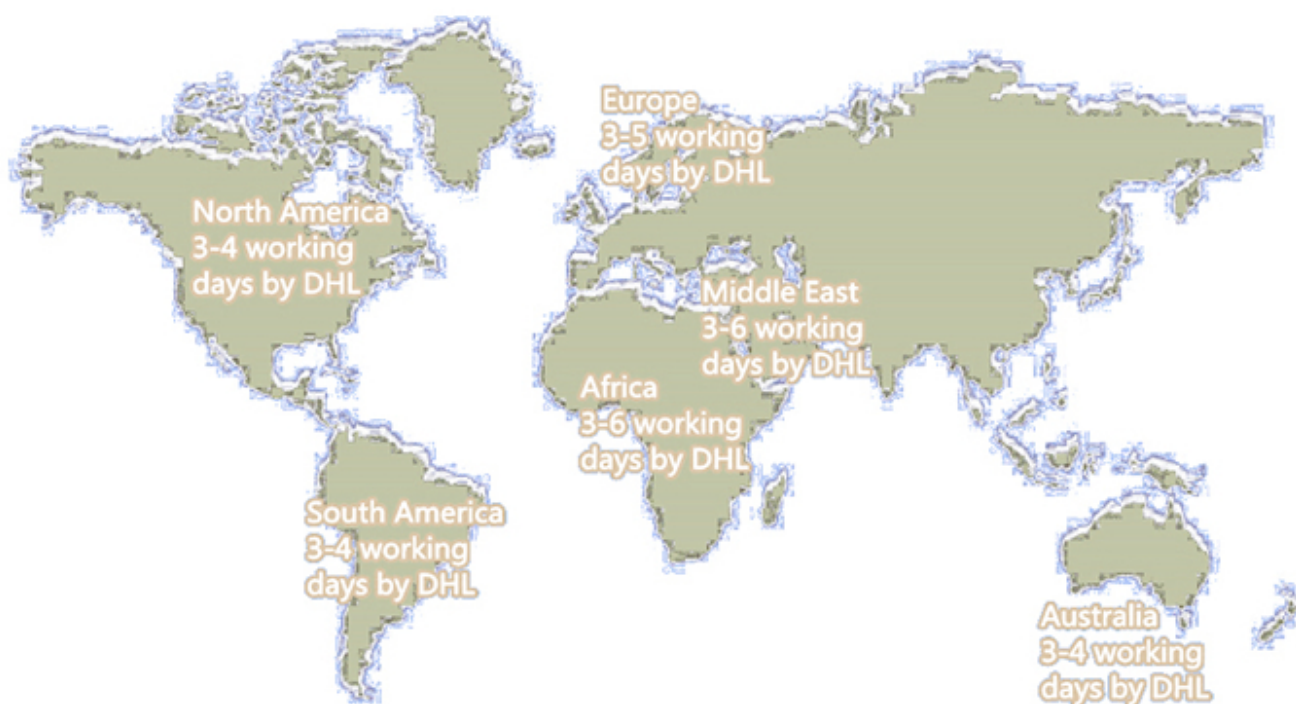 Europe
3-5 working
days by DHL
North America
3-4 working
days by DHL
Middle East
3-6 working
days by DHL
Africa
3-6 working
days by DHL
South America
3-4 working
days by DHL
Australia
3-4 working
days by DHL